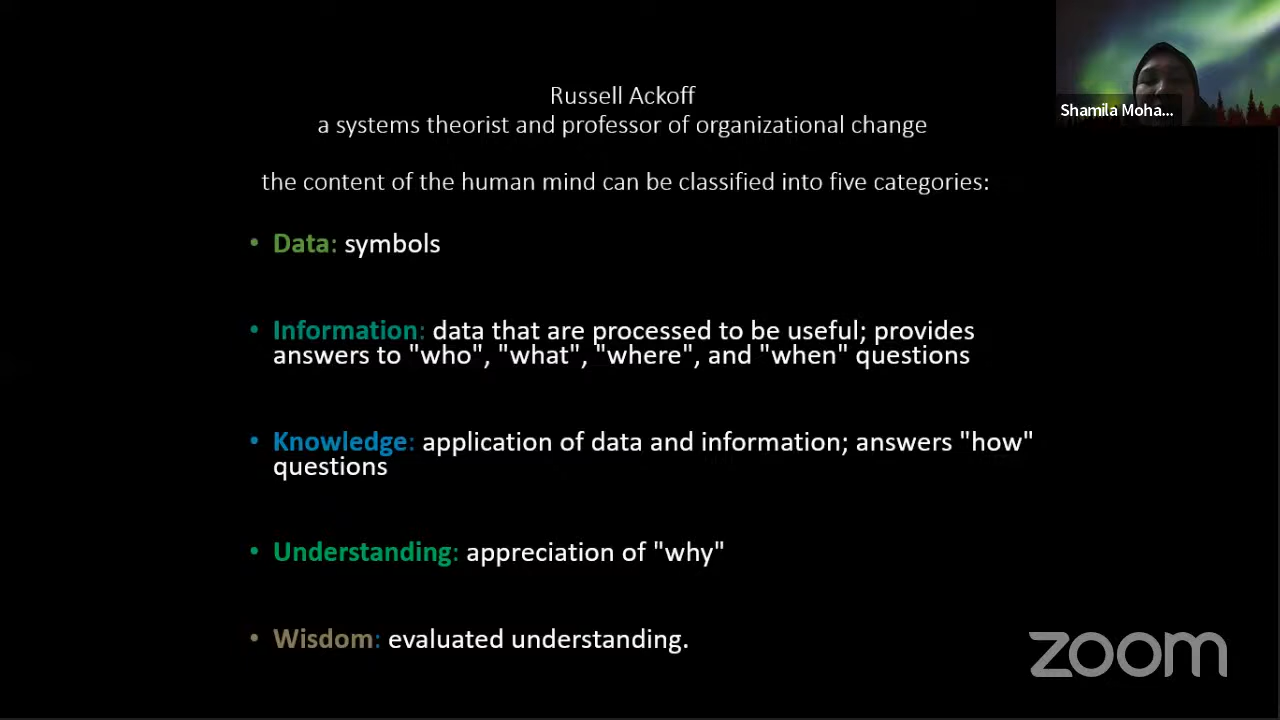 Russell Ackoff
a systems theorist and professor of organizational change
the content of the human mind can be classified into five categories:
• Data: symbols
• Information: data that are processed to be useful; provides
answers to "who", "what", "where", and "when" questions
• Knowledge: application of data and information; answers "how"
questions
• Understanding: appreciation of "why"
• Wisdom: evaluated understanding.
Shamila Moha...
zoom